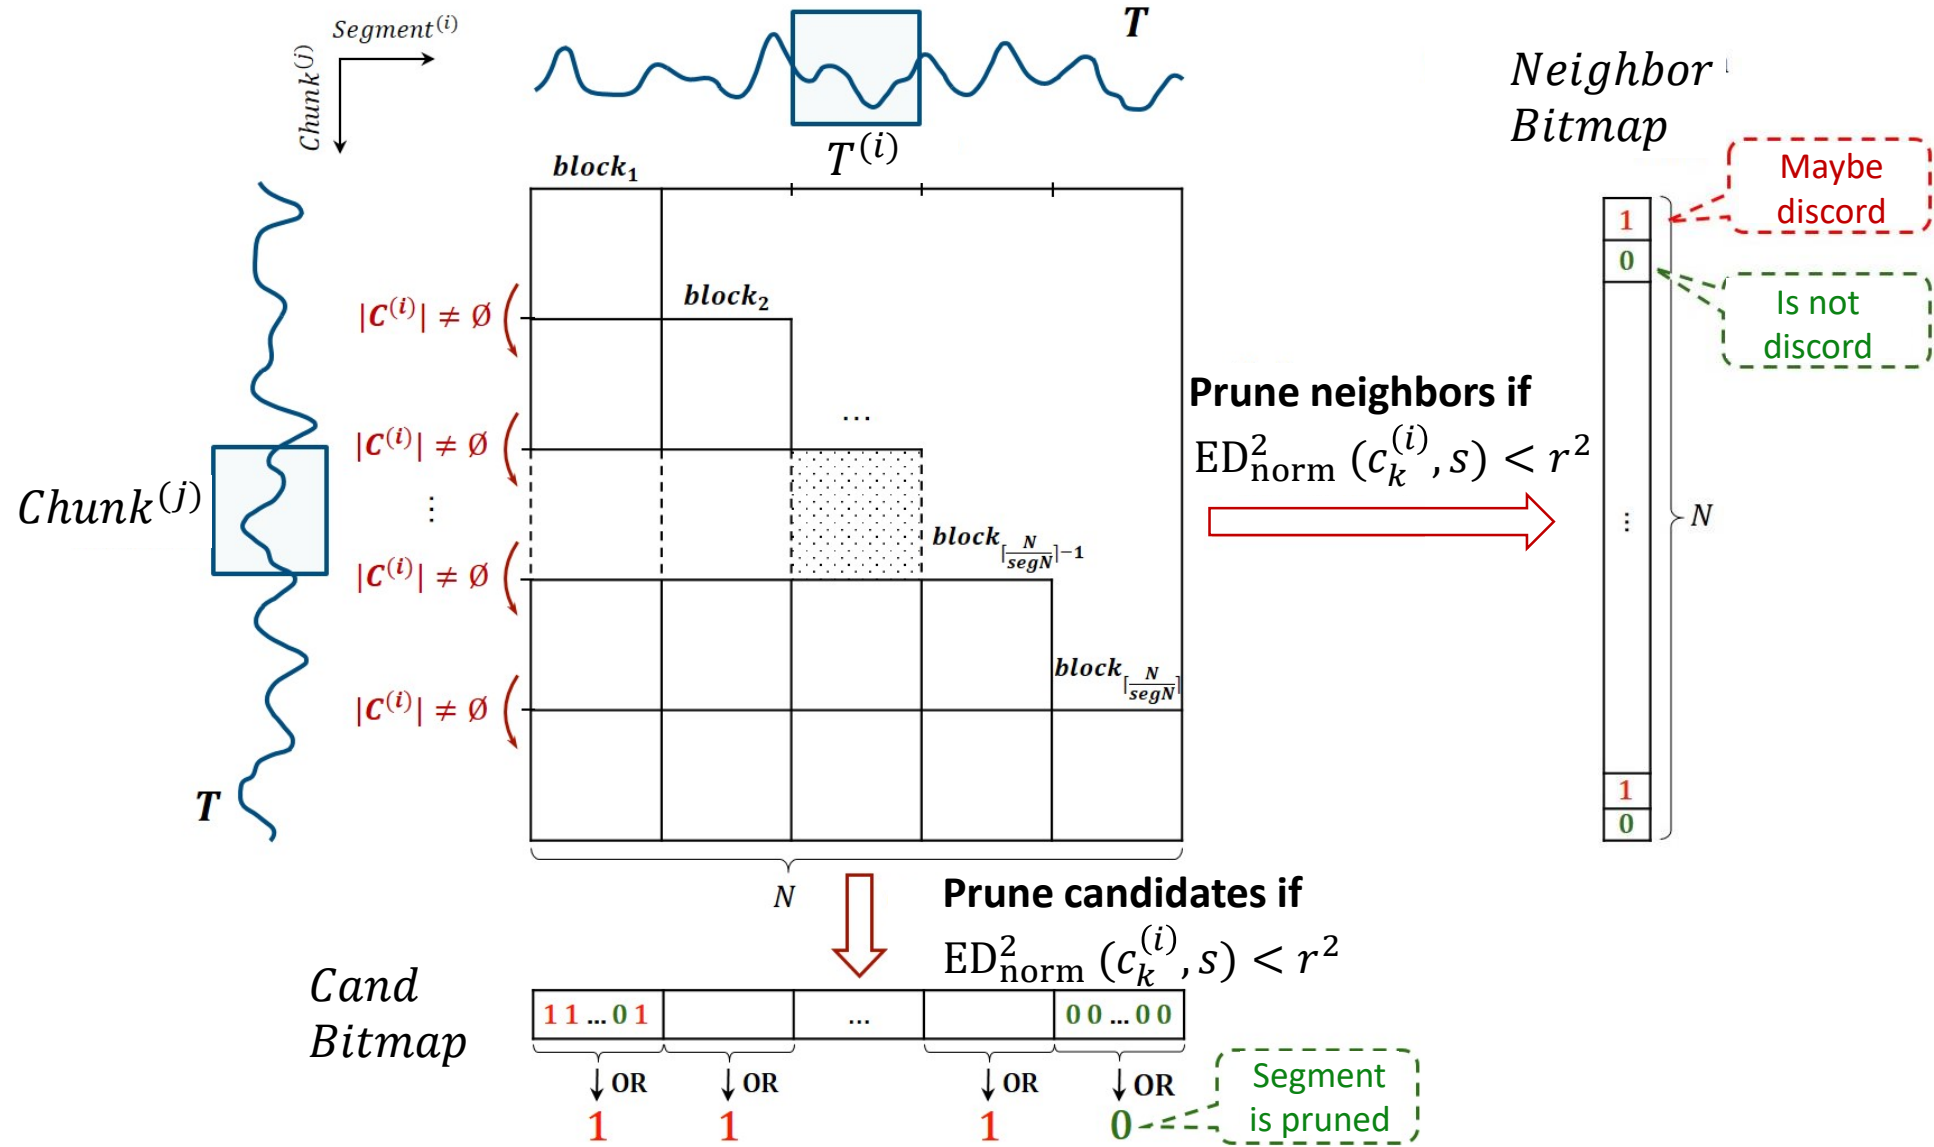 Segment⁽ⁱ⁾
Chunk⁽ʲ⁾
T
T⁽ⁱ⁾
Neighbor
Bitmap
Maybe
discord
1
0
Is not
discord
block₁
|C⁽ⁱ⁾| ≠ Ø
block₂
|C⁽ⁱ⁾| ≠ Ø
...
Prune neighbors if
ED²norm (cₖ⁽ⁱ⁾, s) < r²
Chunk⁽ʲ⁾
⋮
|C⁽ⁱ⁾| ≠ Ø
block⌈N/segN⌉−1
⋮
N
|C⁽ⁱ⁾| ≠ Ø
block⌈N/segN⌉
T
1
0
N
Prune candidates if
ED²norm (cₖ⁽ⁱ⁾, s) < r²
Cand
Bitmap
1 1 ... 0 1 ... 0 0 ... 0 0
OR OR OR OR
1 1 1 0
Segment
is pruned